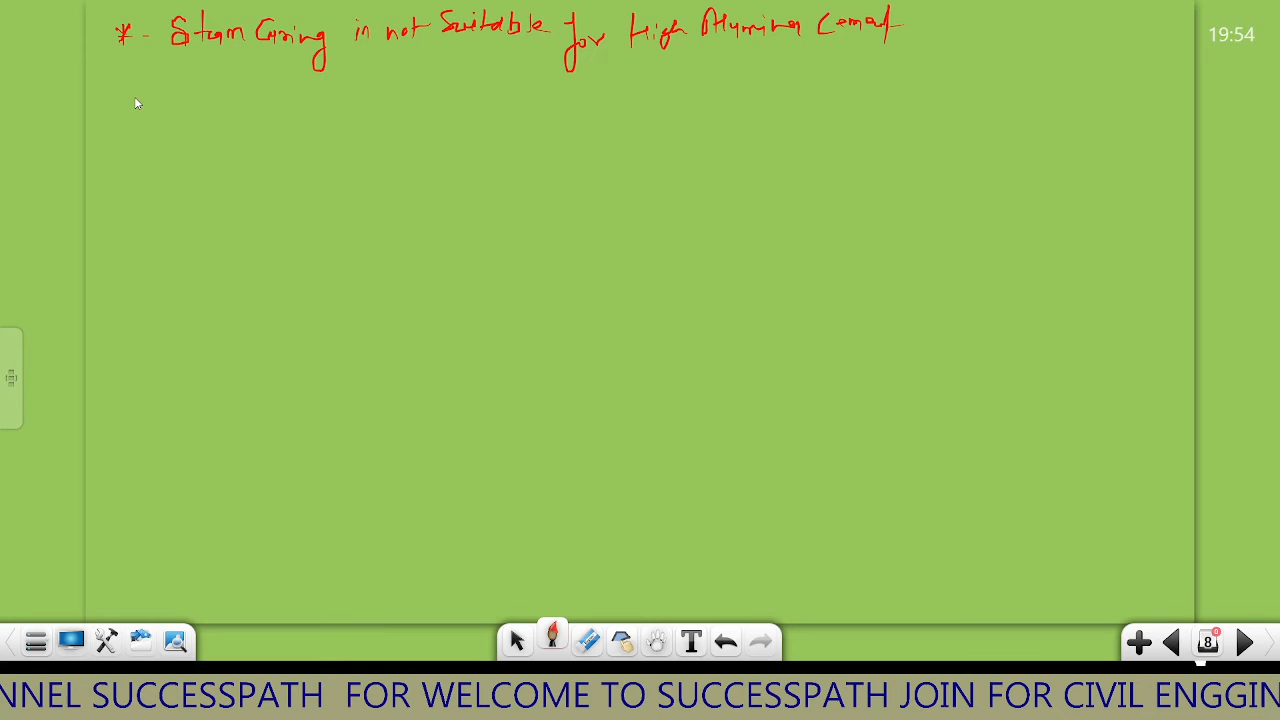 * - Steam Curing is not Suitable for High Alumina Cement
19:54
T
8
NNEL SUCCESSPATH FOR WELCOME TO SUCCESSPATH JOIN FOR CIVIL ENGGIN